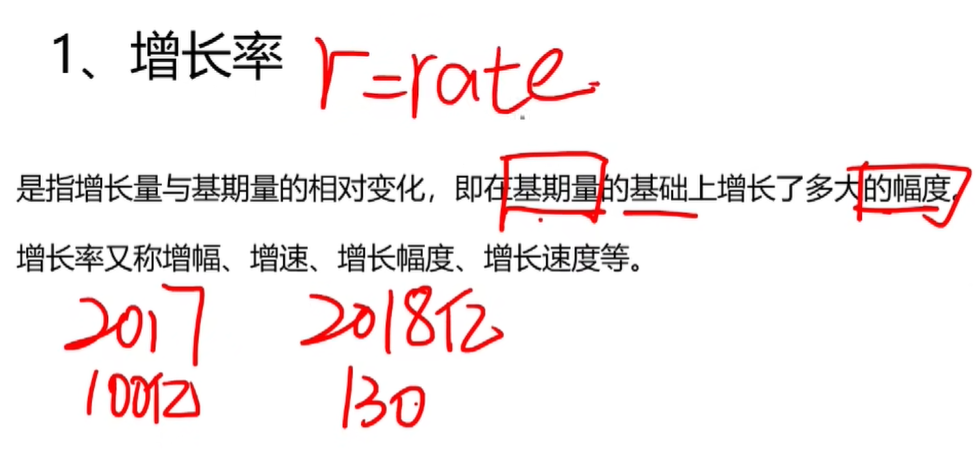 1、增长率 r=rate
是指增长量与基期量的相对变化，即在基期量的基础上增长了多大的幅度。
增长率又称增幅、增速、增长幅度、增长速度等。
2017 2018亿
100亿 130